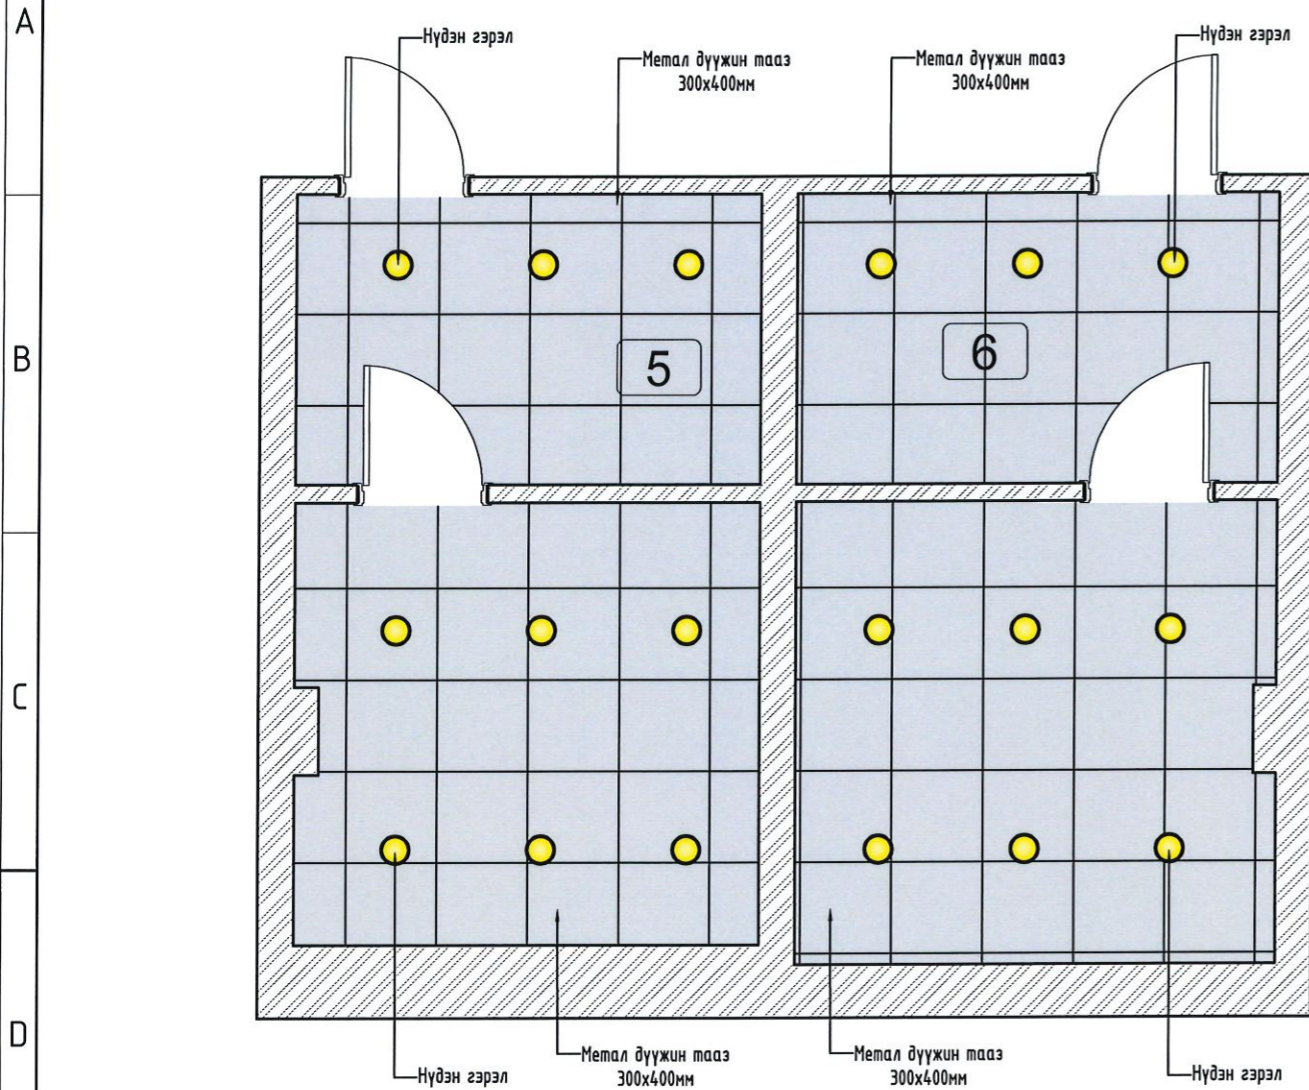 A
Нүдэн гэрэл
Метал дүүжин тааз
300x400мм
Метал дүүжин тааз
300x400мм
Нүдэн гэрэл
B
5
6
C
D
Метал дүүжин тааз
300x400мм
Метал дүүжин тааз
300x400мм
Нүдэн гэрэл
Нүдэн гэрэл